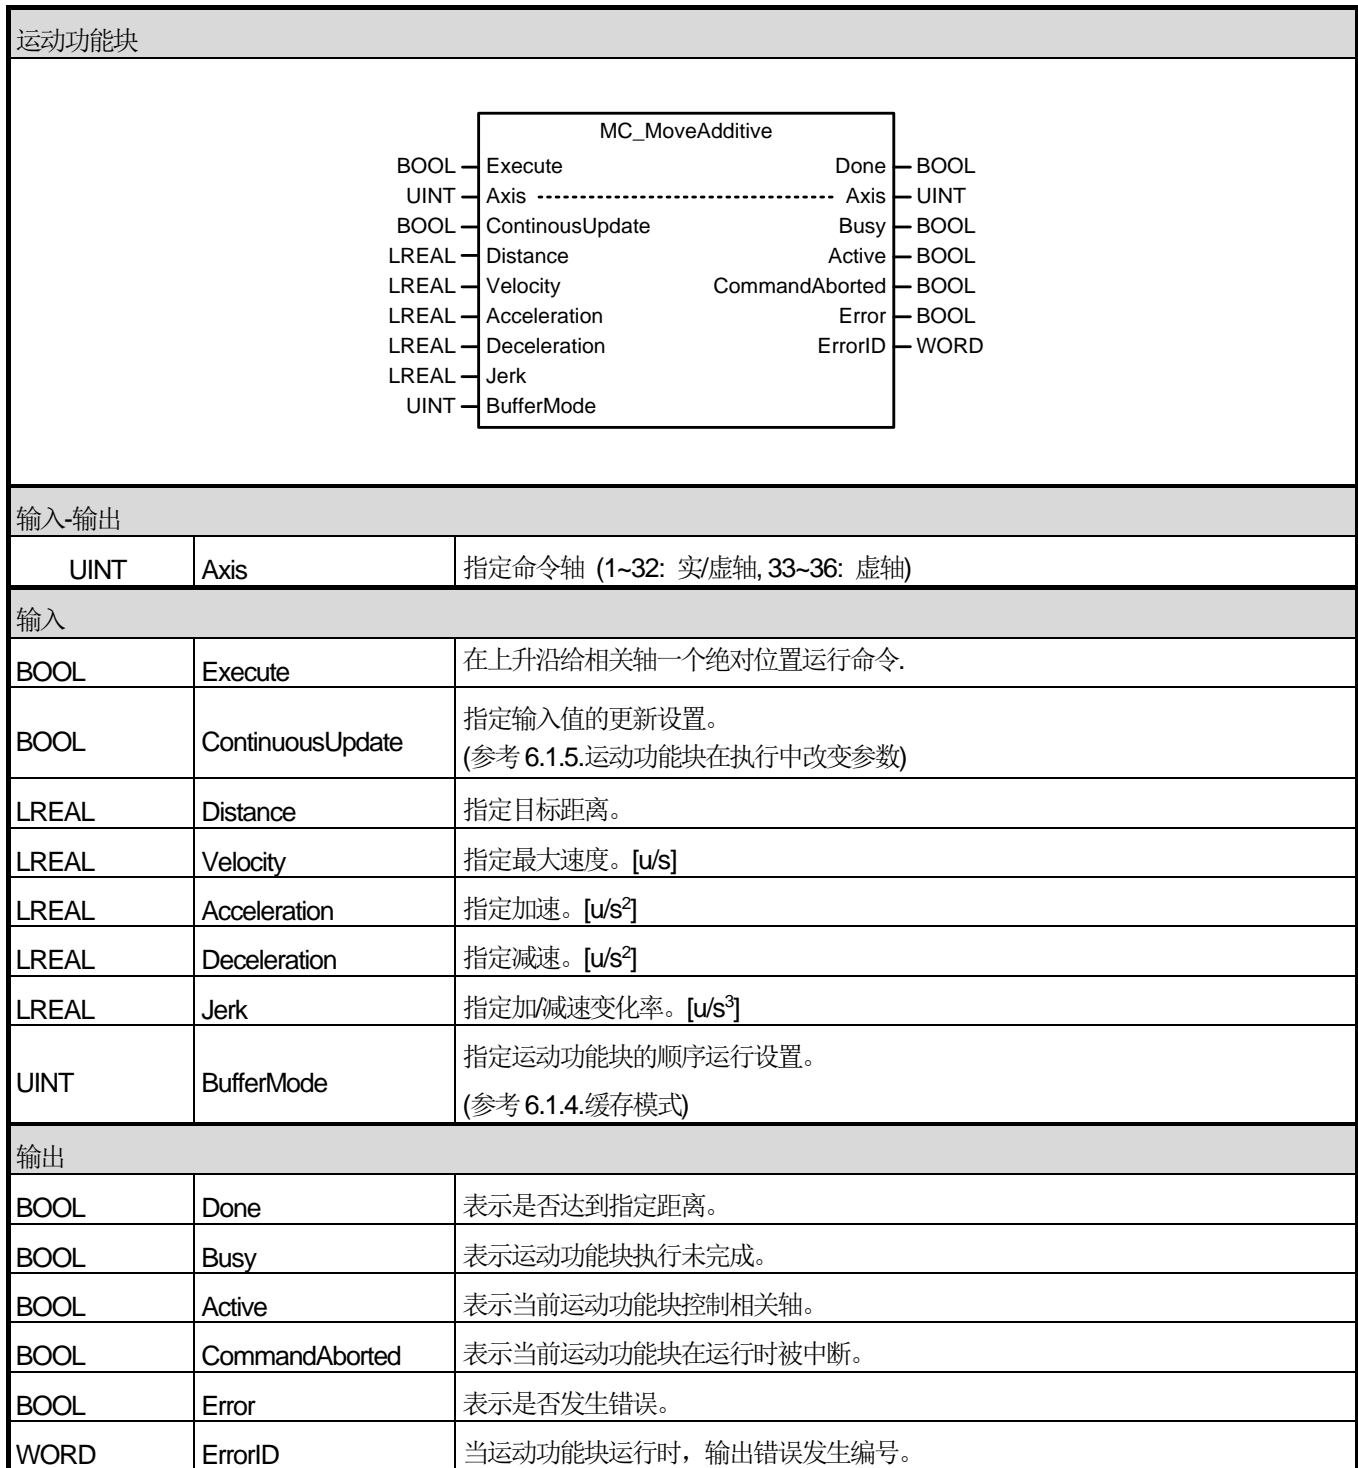 运动功能块
MC_MoveAdditive
BOOL Execute Done BOOL
UINT Axis Axis UINT
BOOL ContinousUpdate Busy BOOL
LREAL Distance Active BOOL
LREAL Velocity CommandAborted BOOL
LREAL Acceleration Error BOOL
LREAL Deceleration ErrorID WORD
LREAL Jerk
UINT BufferMode
输入-输出
UINT Axis 指定命令轴 (1~32: 实/虚轴, 33~36: 虚轴)
输入
BOOL Execute 在上升沿给相关轴一个绝对位置运行命令.
BOOL ContinuousUpdate 指定输入值的更新设置。
(参考 6.1.5.运动功能块在执行中改变参数)
LREAL Distance 指定目标距离。
LREAL Velocity 指定最大速度。[u/s]
LREAL Acceleration 指定加速。[u/s²]
LREAL Deceleration 指定减速。[u/s²]
LREAL Jerk 指定加/减速变化率。[u/s³]
UINT BufferMode 指定运动功能块的顺序运行设置。
(参考 6.1.4.缓存模式)
输出
BOOL Done 表示是否达到指定距离。
BOOL Busy 表示运动功能块执行未完成。
BOOL Active 表示当前运动功能块控制相关轴。
BOOL CommandAborted 表示当前运动功能块在运行时被中断。
BOOL Error 表示是否发生错误。
WORD ErrorID 当运动功能块运行时，输出错误发生编号。